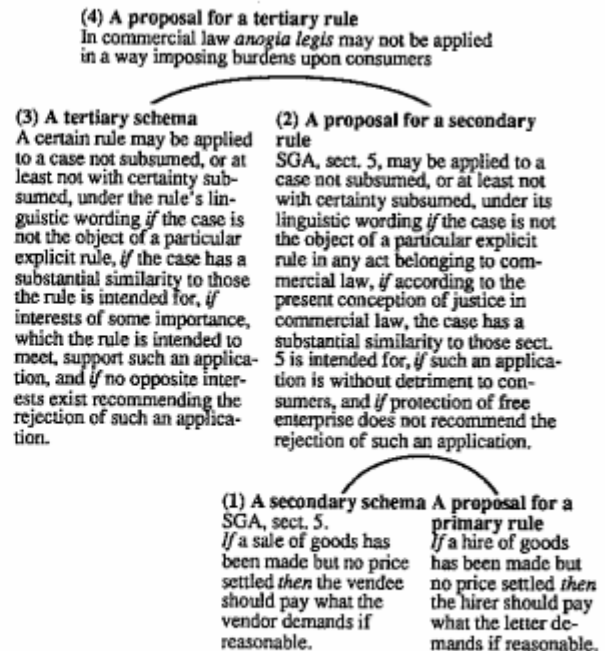 (4) A proposal for a tertiary rule
In commercial law anogia legis may not be applied
in a way imposing burdens upon consumers
(3) A tertiary schema
A certain rule may be applied
to a case not subsumed, or at
least not with certainty sub-
sumed, under the rule's lin-
guistic wording if the case is
not the object of a particular
explicit rule, if the case has a
substantial similarity to those
the rule is intended for, if
interests of some importance,
which the rule is intended to
meet, support such an applica-
tion, and if no opposite inter-
ests exist recommending the
rejection of such an applica-
tion.
(2) A proposal for a secondary
rule
SGA, sect. 5, may be applied to a
case not subsumed, or at least not
with certainty subsumed, under its
linguistic wording if the case is not
the object of a particular explicit
rule in any act belonging to com-
mercial law, if according to the
present conception of justice in
commercial law, the case has a
substantial similarity to those sect.
5 is intended for, if such an applica-
tion is without detriment to con-
sumers, and if protection of free
enterprise does not recommend the
rejection of such an application.
(1) A secondary schema
SGA, sect. 5.
If a sale of goods has
been made but no price
settled then the vendee
should pay what the
vendor demands if
reasonable.
A proposal for a
primary rule
If a hire of goods
has been made but
no price settled then
the hirer should pay
what the letter de-
mands if reasonable.